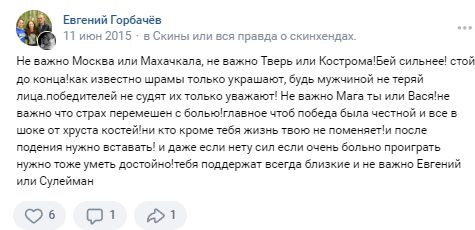 Евгений Горбачёв
11 июн 2015 · в Скины или вся правда о скинхендах.
Не важно Москва или Махачкала, не важно Тверь или Кострома!Бей сильнее! стой
до конца!как известно шрамы только украшают, будь мужчиной не теряй
лица.победителей не судят их только уважают! Не важно Мага ты или Вася!не
важно что страх перемешен с болью!главное чтоб победа была честной и все в
шоке от хруста костей!ни кто кроме тебя жизнь твою не поменяет!и после
подения нужно вставать! и даже если нету сил если очень больно проиграть
нужно тоже уметь достойно!тебя поддержат всегда близкие и не важно Евгений
или Сулейман
6 1 1